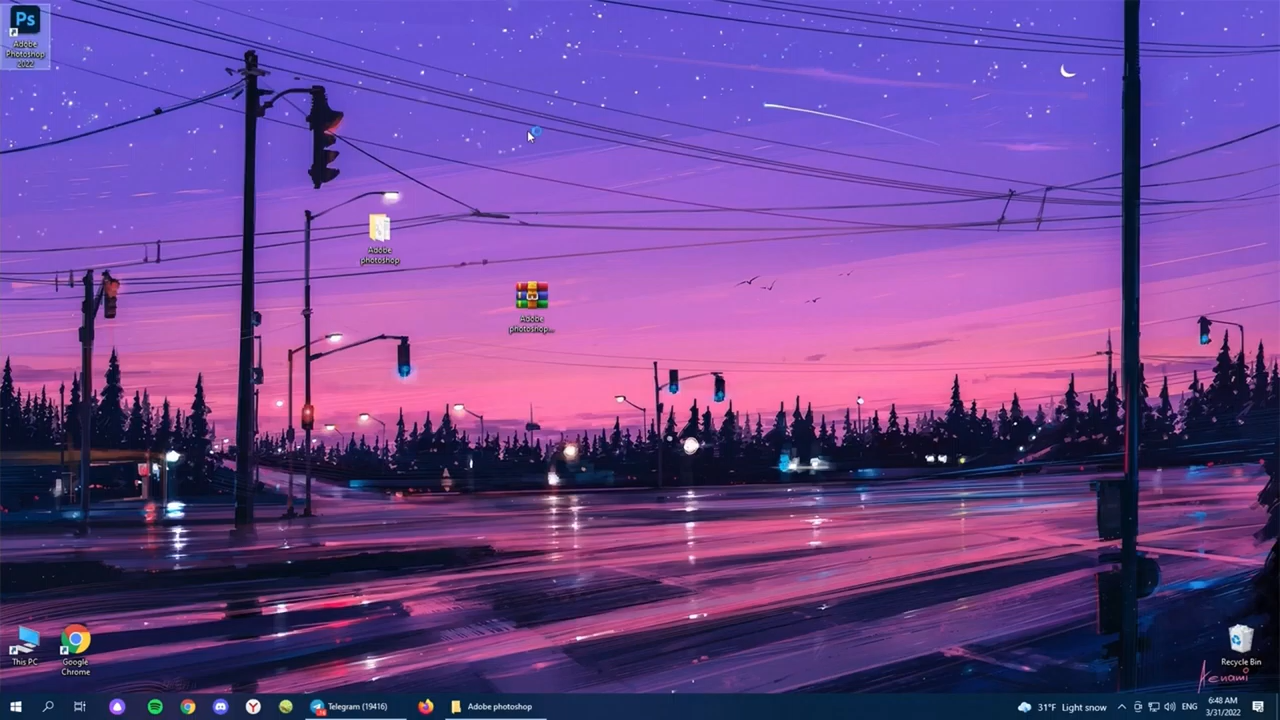 Ps
Adobe
Photoshop
2022
Adobe
photoshop
Adobe
photoshop...
This PC
Google
Chrome
Recycle Bin
Kenami
Telegram (19416)
Adobe photoshop
31°F Light snow
ENG
6:48 AM
3/31/2022